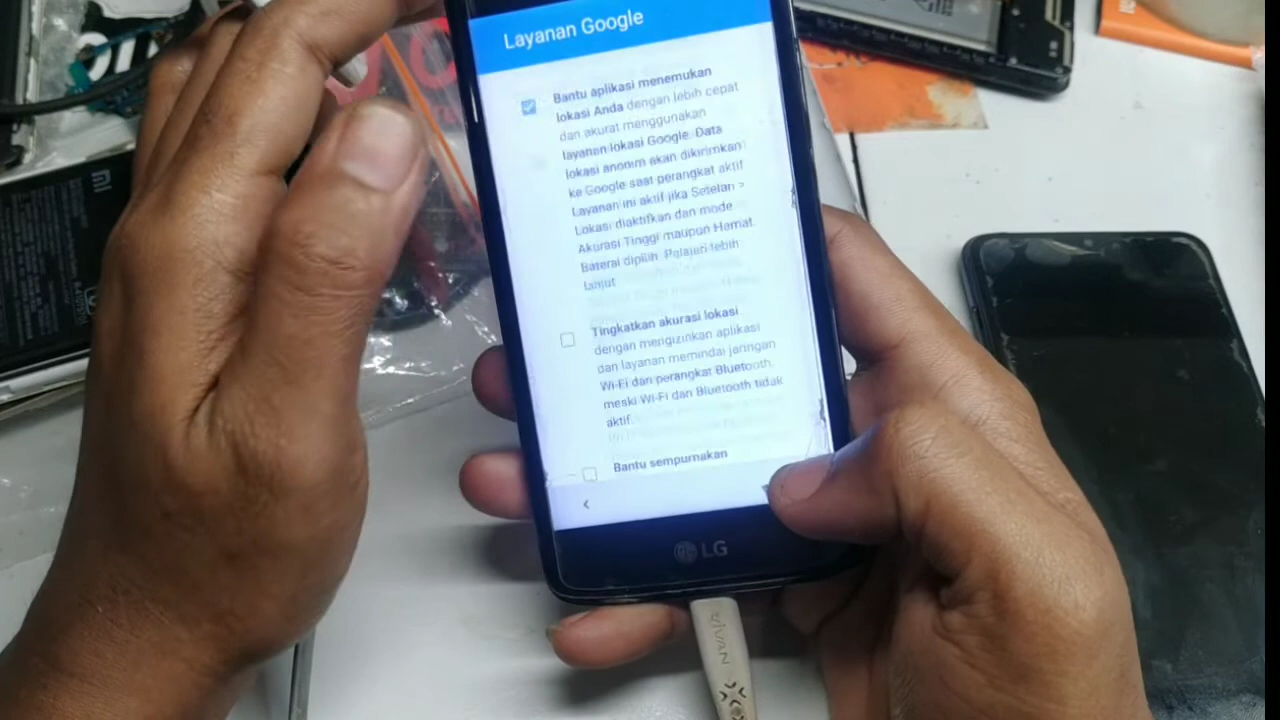 Layanan Google
Bantu aplikasi menemukan
lokasi Anda dengan lebih cepat
dan akurat menggunakan
layanan lokasi Google. Data
lokasi anonim akan dikirimkan
ke Google saat perangkat aktif
Layanan ini aktif jika Setelan >
Lokasi diaktifkan dan mode
Akurasi Tinggi maupun Hemat
Baterai dipilih. Pelajari lebih
lanjut
Tingkatkan akurasi lokasi
dengan mengizinkan aplikasi
dan layanan memindai jaringan
Wi-Fi dan perangkat Bluetooth,
meski Wi-Fi dan Bluetooth tidak
aktif.
Bantu sempurnakan
LG
VIVAN
mi